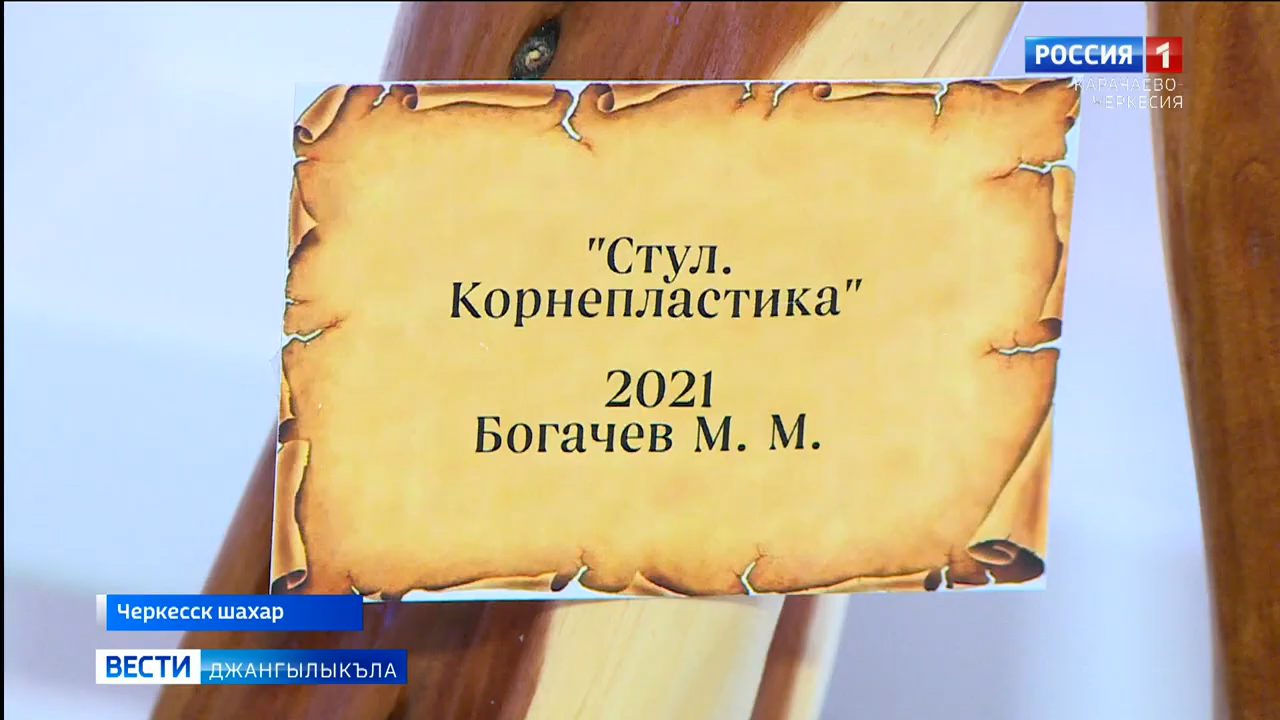 РОССИЯ 1
КАРАЧАЕВО-
ЧЕРКЕСИЯ
"Стул.
Корнепластика"
2021
Богачев М. М.
Черкесск шахар
ВЕСТИ ДЖАНГЫЛЫКЪЛА